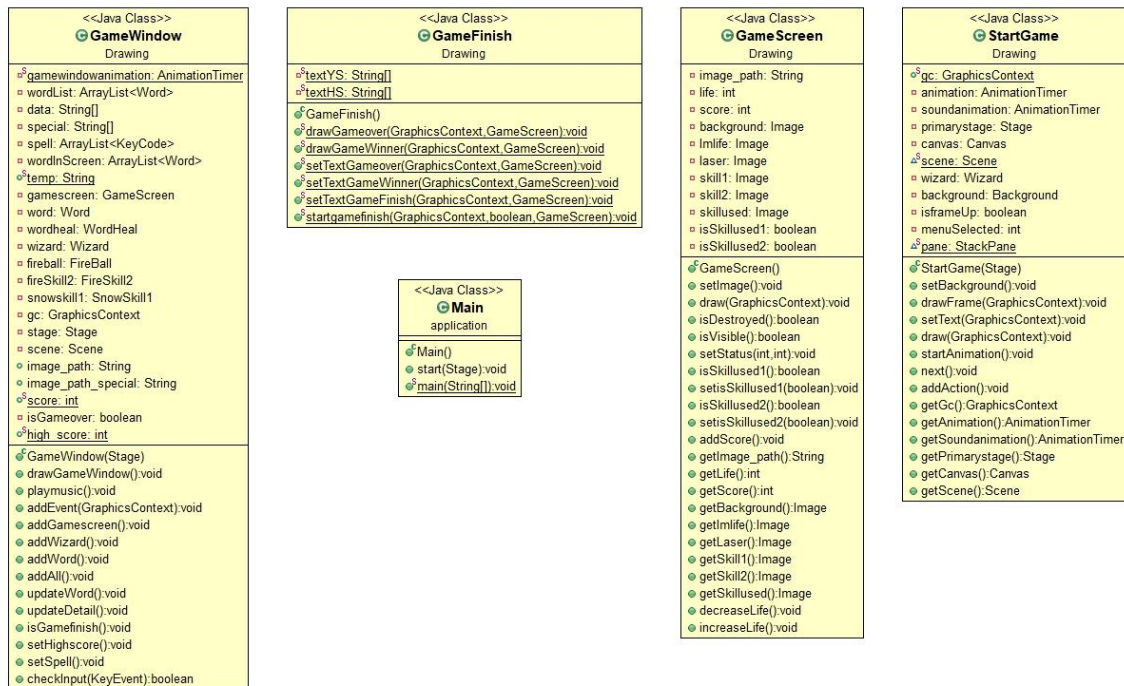 <<Java Class>>
GameWindow
Drawing
gamewindowanimation: AnimationTimer
wordList: ArrayList<Word>
data: String[]
special: String[]
spell: ArrayList<KeyCode>
wordInScreen: ArrayList<Word>
temp: String
gamescreen: GameScreen
word: Word
wordheal: WordHeal
wizard: Wizard
fireball: FireBall
fireSkill2: FireSkill2
snowskill1: SnowSkill1
gc: GraphicsContext
stage: Stage
scene: Scene
image_path: String
image_path_special: String
score: int
isGameover: boolean
high_score: int
GameWindow(Stage)
drawGameWindow():void
playmusic():void
addEvent(GraphicsContext):void
addGamescreen():void
addWizard():void
addWord():void
addAll():void
updateWord():void
updateDetail():void
isGamefinish():void
setHighscore():void
setSpell():void
checkInput(KeyEvent):boolean
<<Java Class>>
GameFinish
Drawing
textYS: String[]
textHS: String[]
GameFinish()
drawGameover(GraphicsContext,GameScreen):void
drawGameWinner(GraphicsContext,GameScreen):void
setTextGameover(GraphicsContext,GameScreen):void
setTextGameWinner(GraphicsContext,GameScreen):void
setTextGameFinish(GraphicsContext,GameScreen):void
startgamefinish(GraphicsContext,boolean,GameScreen):void
<<Java Class>>
Main
application
Main()
start(Stage):void
main(String[]):void
<<Java Class>>
GameScreen
Drawing
image_path: String
life: int
score: int
background: Image
Imlife: Image
laser: Image
skill1: Image
skill2: Image
skillused: Image
isSkillused1: boolean
isSkillused2: boolean
GameScreen()
setImage():void
draw(GraphicsContext):void
isDestroyed():boolean
isVisible():boolean
setStatus(int,int):void
isSkillused1():boolean
setisSkillused1(boolean):void
isSkillused2():boolean
setisSkillused2(boolean):void
addScore():void
getImage_path():String
getLife():int
getScore():int
getBackground():Image
getImlife():Image
getLaser():Image
getSkill1():Image
getSkill2():Image
getSkillused():Image
decreaseLife():void
increaseLife():void
<<Java Class>>
StartGame
Drawing
gc: GraphicsContext
animation: AnimationTimer
soundanimation: AnimationTimer
primarystage: Stage
canvas: Canvas
scene: Scene
wizard: Wizard
background: Background
isframeUp: boolean
menuSelected: int
pane: StackPane
StartGame(Stage)
setBackground():void
drawFrame(GraphicsContext):void
setText(GraphicsContext):void
draw(GraphicsContext):void
startAnimation():void
next():void
addAction():void
getGc():GraphicsContext
getAnimation():AnimationTimer
getSoundanimation():AnimationTimer
getPrimarystage():Stage
getCanvas():Canvas
getScene():Scene